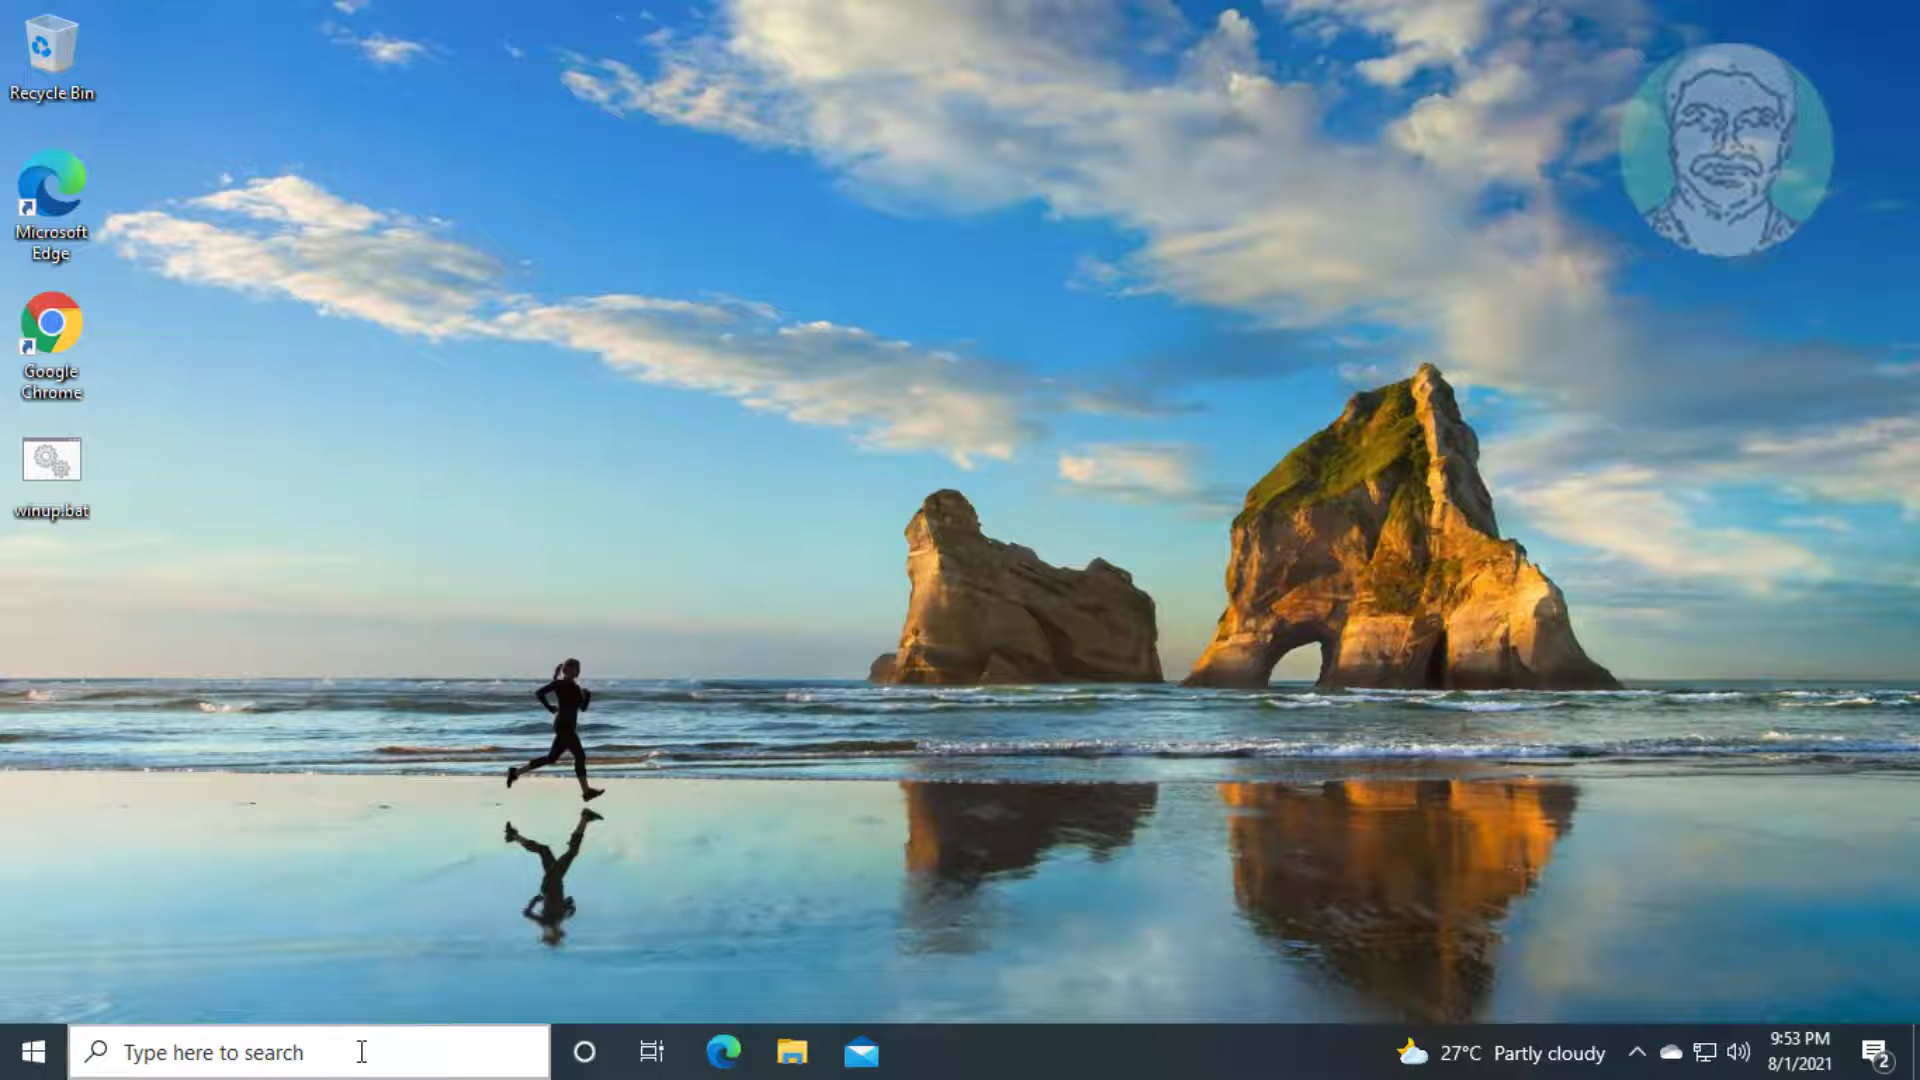 Recycle Bin
Microsoft
Edge
Google
Chrome
winup.bat
Type here to search
27°C Partly cloudy
9:53 PM
8/1/2021
2